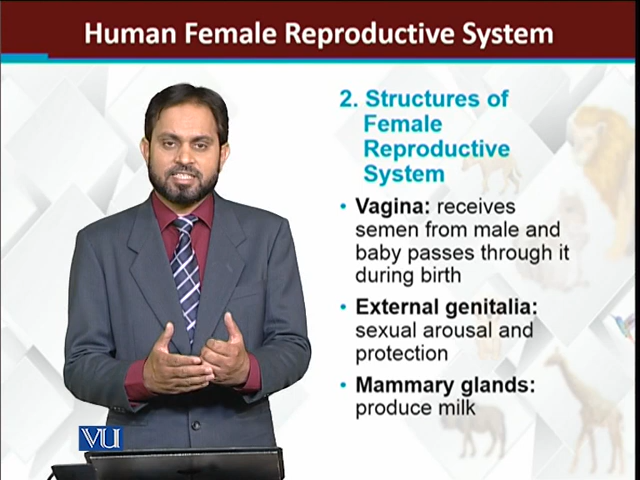 Human Female Reproductive System
2. Structures of
Female
Reproductive
System
• Vagina: receives
semen from male and
baby passes through it
during birth
• External genitalia:
sexual arousal and
protection
• Mammary glands:
produce milk
VU